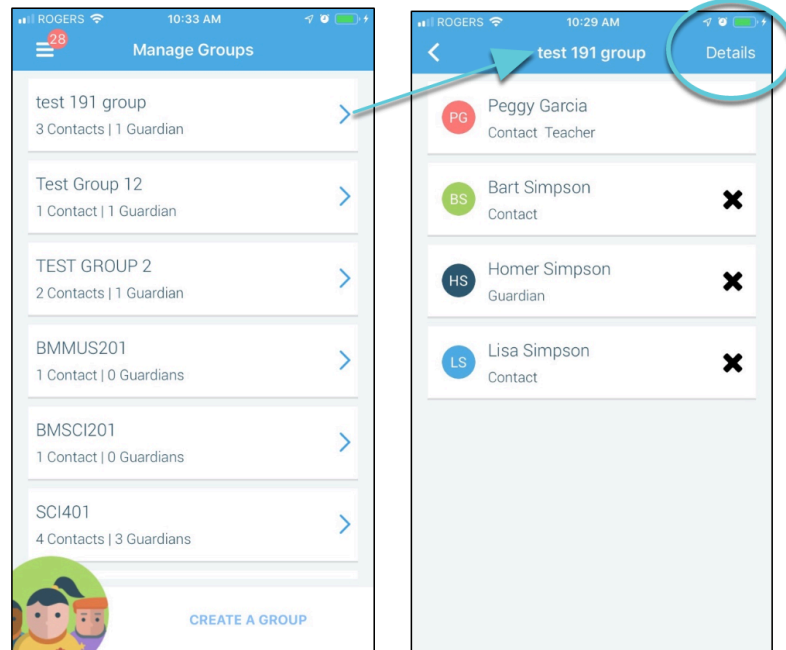 ROGERS 10:33 AM
28
Manage Groups
test 191 group
3 Contacts | 1 Guardian
Test Group 12
1 Contact | 1 Guardian
TEST GROUP 2
2 Contacts | 1 Guardian
BMMUS201
1 Contact | 0 Guardians
BMSCI201
1 Contact | 0 Guardians
SCI401
4 Contacts | 3 Guardians
CREATE A GROUP
ROGERS 10:29 AM
test 191 group Details
PG
Peggy Garcia
Contact Teacher
BS
Bart Simpson
Contact
HS
Homer Simpson
Guardian
LS
Lisa Simpson
Contact